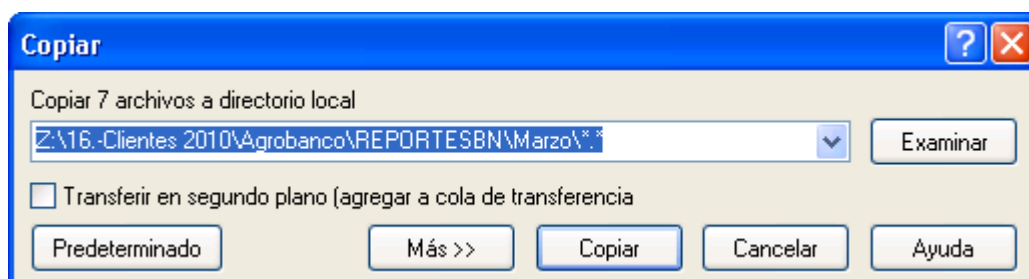 Copiar
Copiar 7 archivos a directorio local
Z:\16.-Clientes 2010\Agrobanco\REPORTESBN\Marzo\*.*
Examinar
Transferir en segundo plano (agregar a cola de transferencia
Predeterminado Más >> Copiar Cancelar Ayuda